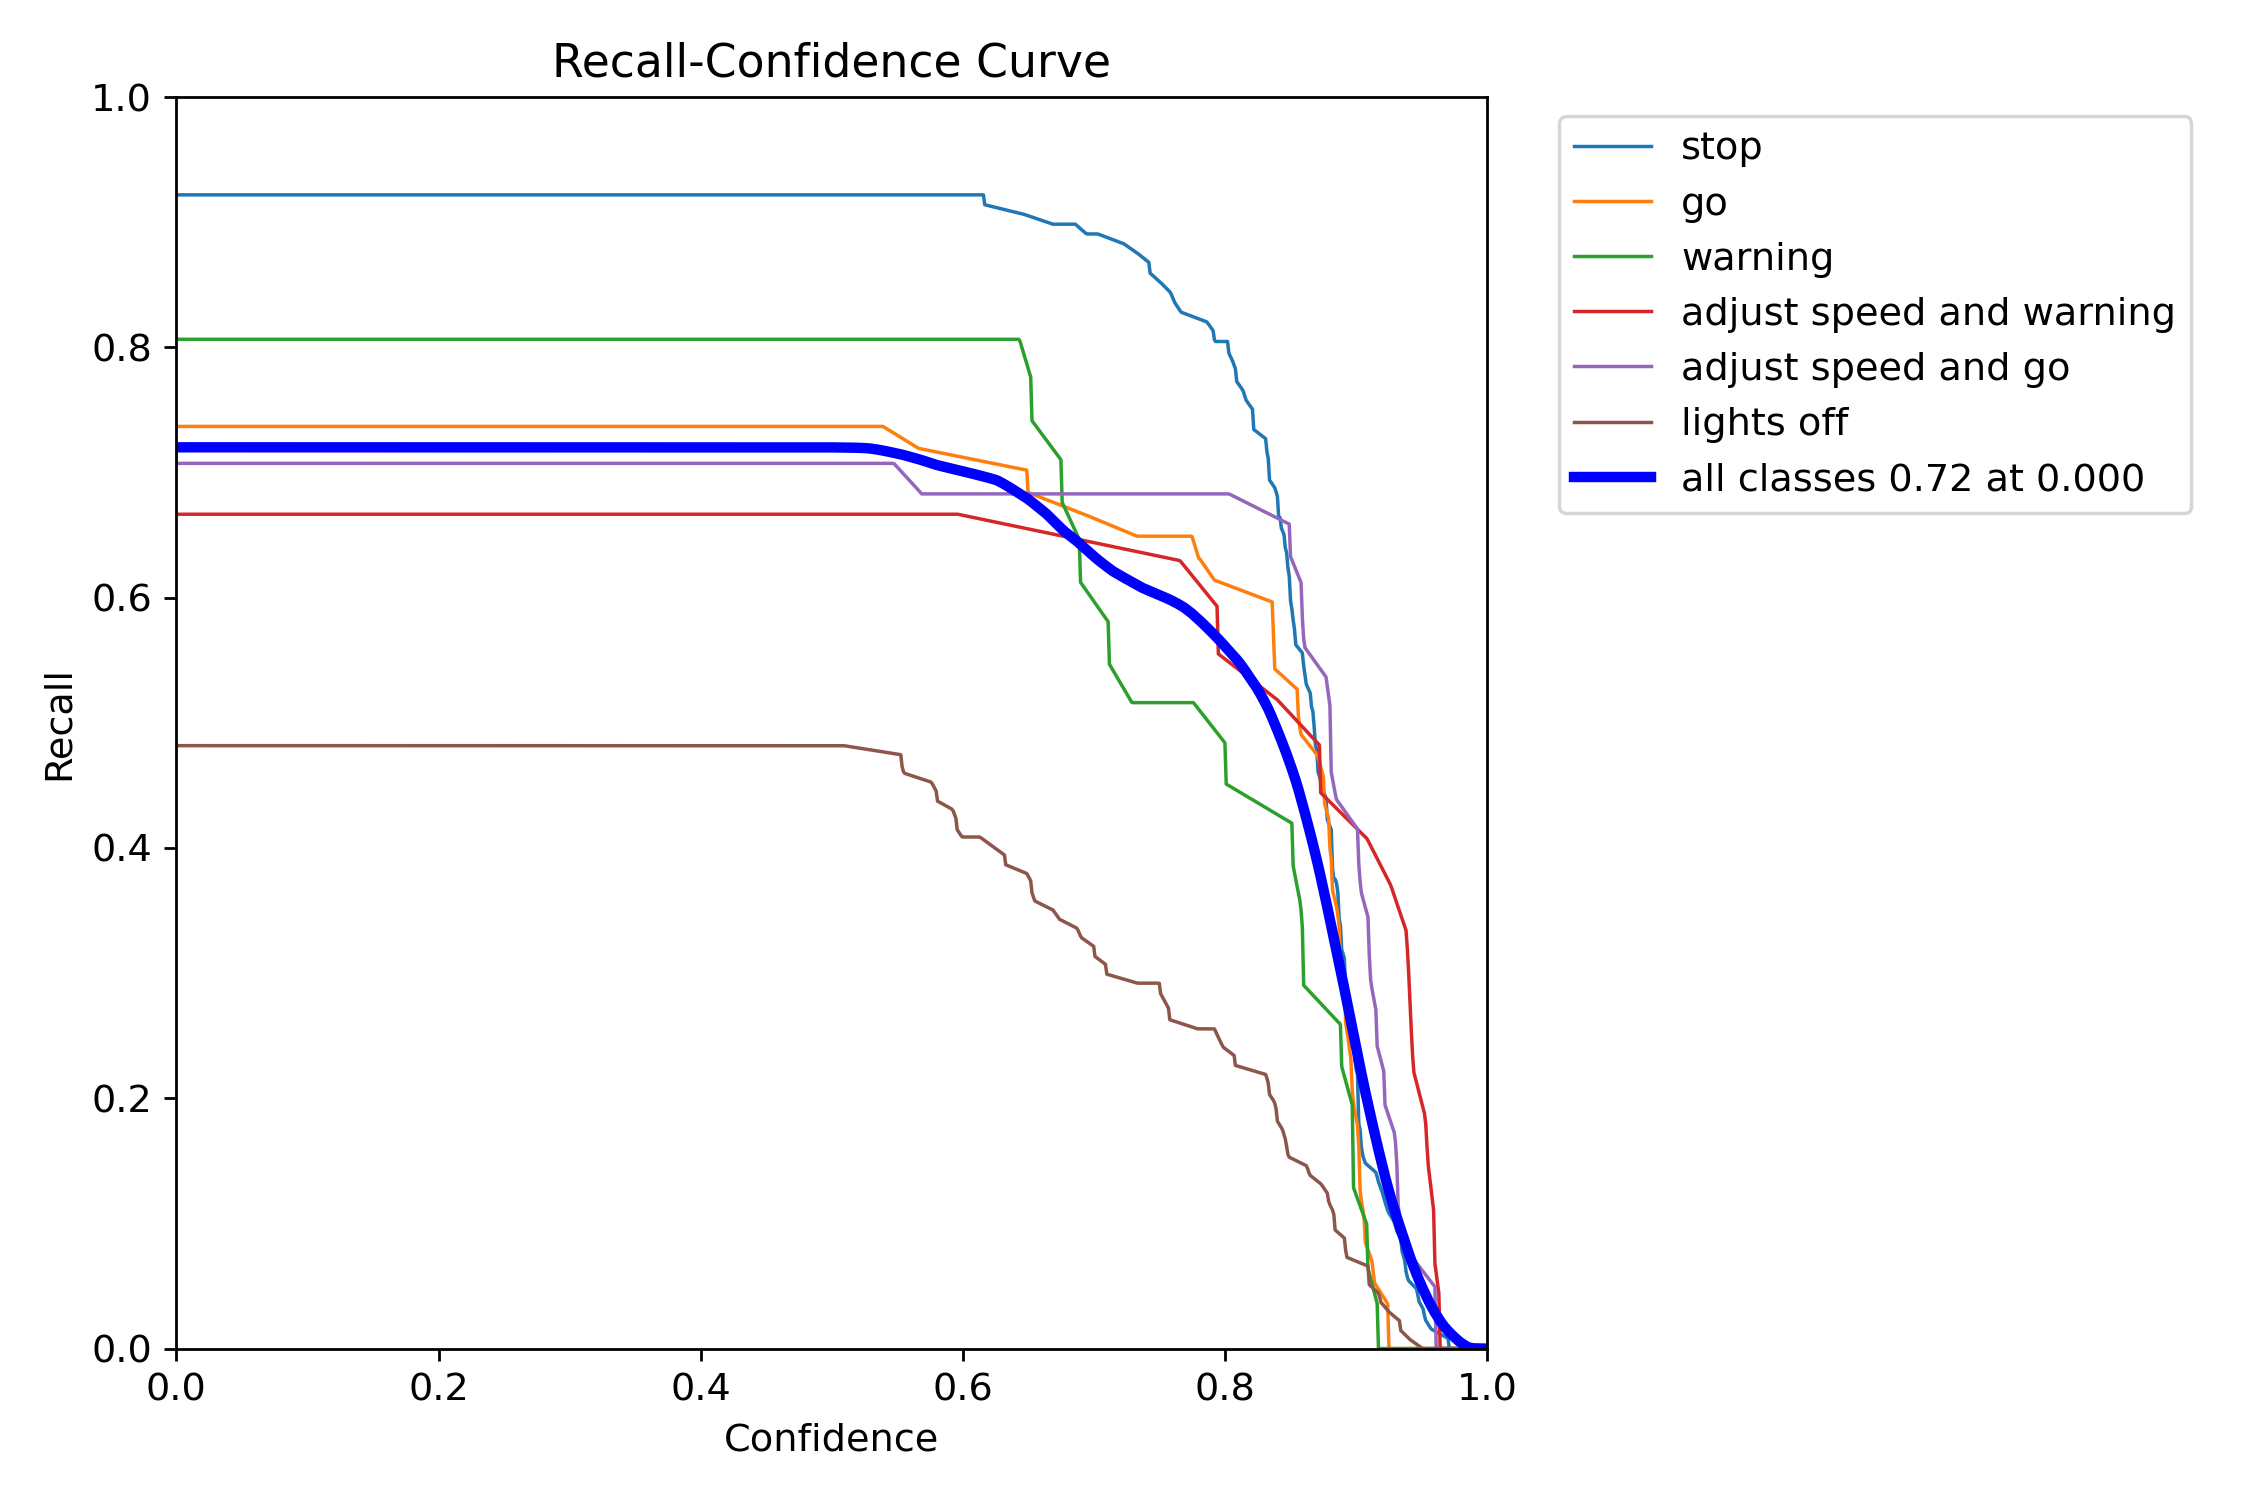 Recall-Confidence Curve
1.0
0.8
0.6
0.4
0.2
0.0
Recall
0.0 0.2 0.4 0.6 0.8 1.0
Confidence
stop
go
warning
adjust speed and warning
adjust speed and go
lights off
all classes 0.72 at 0.000